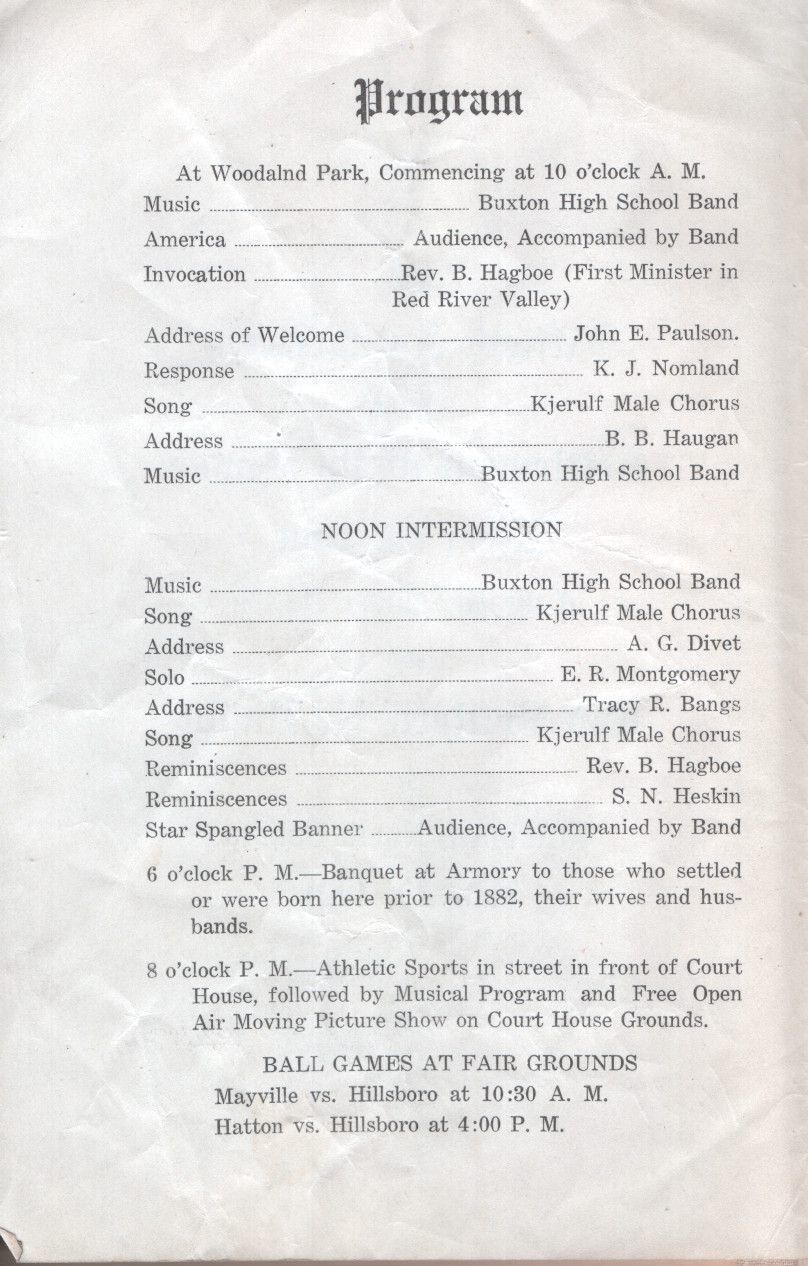 Program
At Woodalnd Park, Commencing at 10 o'clock A. M.
Music ........ Buxton High School Band
America ........ Audience, Accompanied by Band
Invocation ........ Rev. B. Hagboe (First Minister in
Red River Valley)
Address of Welcome ........ John E. Paulson.
Response ........ K. J. Nomland
Song ........ Kjerulf Male Chorus
Address ........ B. B. Haugan
Music ........ Buxton High School Band
NOON INTERMISSION
Music ........ Buxton High School Band
Song ........ Kjerulf Male Chorus
Address ........ A. G. Divet
Solo ........ E. R. Montgomery
Address ........ Tracy R. Bangs
Song ........ Kjerulf Male Chorus
Reminiscences ........ Rev. B. Hagboe
Reminiscences ........ S. N. Heskin
Star Spangled Banner ........ Audience, Accompanied by Band
6 o'clock P. M.—Banquet at Armory to those who settled
or were born here prior to 1882, their wives and hus-
bands.
8 o'clock P. M.—Athletic Sports in street in front of Court
House, followed by Musical Program and Free Open
Air Moving Picture Show on Court House Grounds.
BALL GAMES AT FAIR GROUNDS
Mayville vs. Hillsboro at 10:30 A. M.
Hatton vs. Hillsboro at 4:00 P. M.